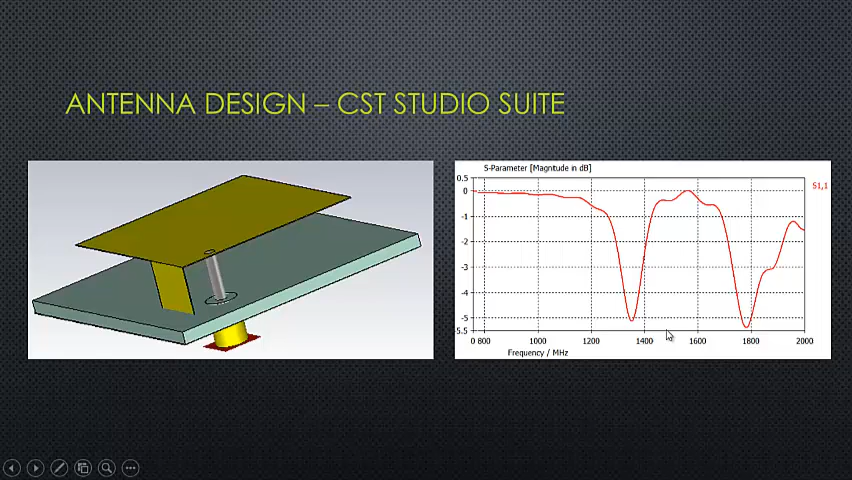 ANTENNA DESIGN – CST STUDIO SUITE
S-Parameter [Magnitude in dB]
0.5
0
-1
-2
-3
-4
-5
5.5
S1,1
0 800 1000 1200 1400 1600 1800 2000
Frequency / MHz